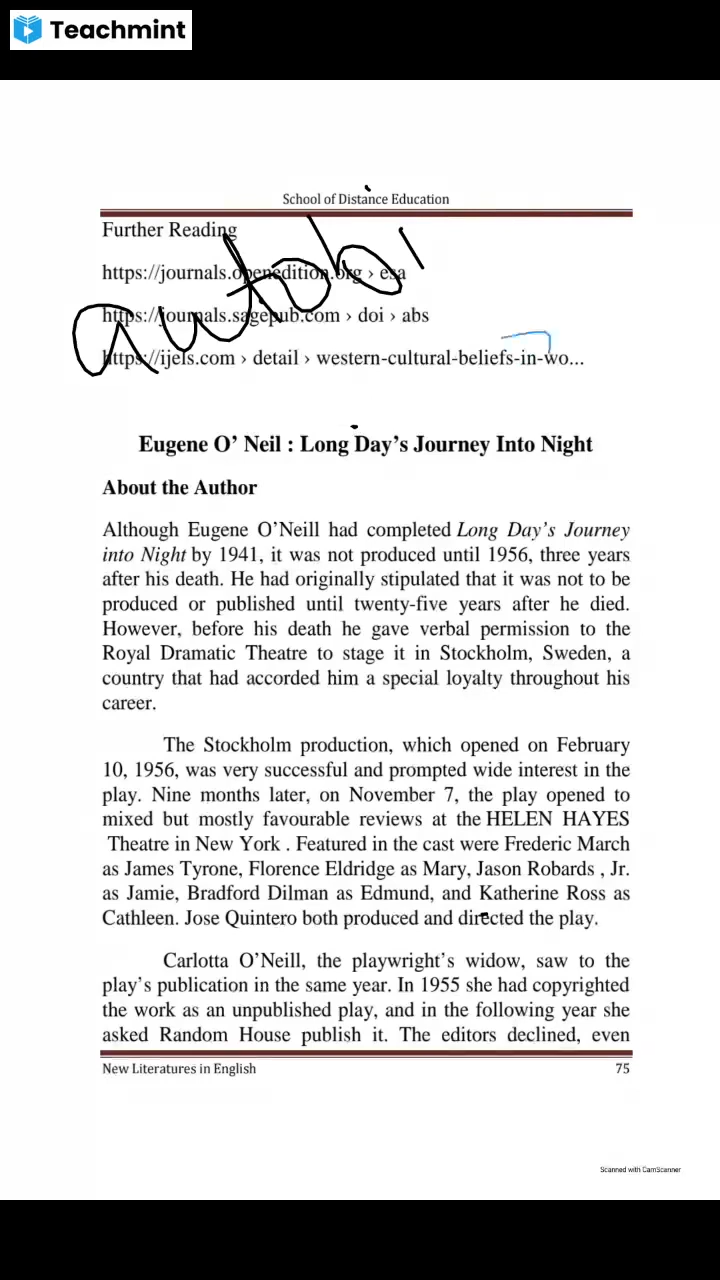 Teachmint
School of Distance Education
Further Reading
https://journals.openedition.org › esa
https://journals.sagepub.com › doi › abs
autobi
https://ijels.com › detail › western-cultural-beliefs-in-wo...
Eugene O’ Neil : Long Day’s Journey Into Night
About the Author
Although Eugene O’Neill had completed Long Day’s Journey
into Night by 1941, it was not produced until 1956, three years
after his death. He had originally stipulated that it was not to be
produced or published until twenty-five years after he died.
However, before his death he gave verbal permission to the
Royal Dramatic Theatre to stage it in Stockholm, Sweden, a
country that had accorded him a special loyalty throughout his
career.
The Stockholm production, which opened on February
10, 1956, was very successful and prompted wide interest in the
play. Nine months later, on November 7, the play opened to
mixed but mostly favourable reviews at the HELEN HAYES
Theatre in New York . Featured in the cast were Frederic March
as James Tyrone, Florence Eldridge as Mary, Jason Robards , Jr.
as Jamie, Bradford Dilman as Edmund, and Katherine Ross as
Cathleen. Jose Quintero both produced and directed the play.
Carlotta O’Neill, the playwright’s widow, saw to the
play’s publication in the same year. In 1955 she had copyrighted
the work as an unpublished play, and in the following year she
asked Random House publish it. The editors declined, even
New Literatures in English 75
Scanned with CamScanner